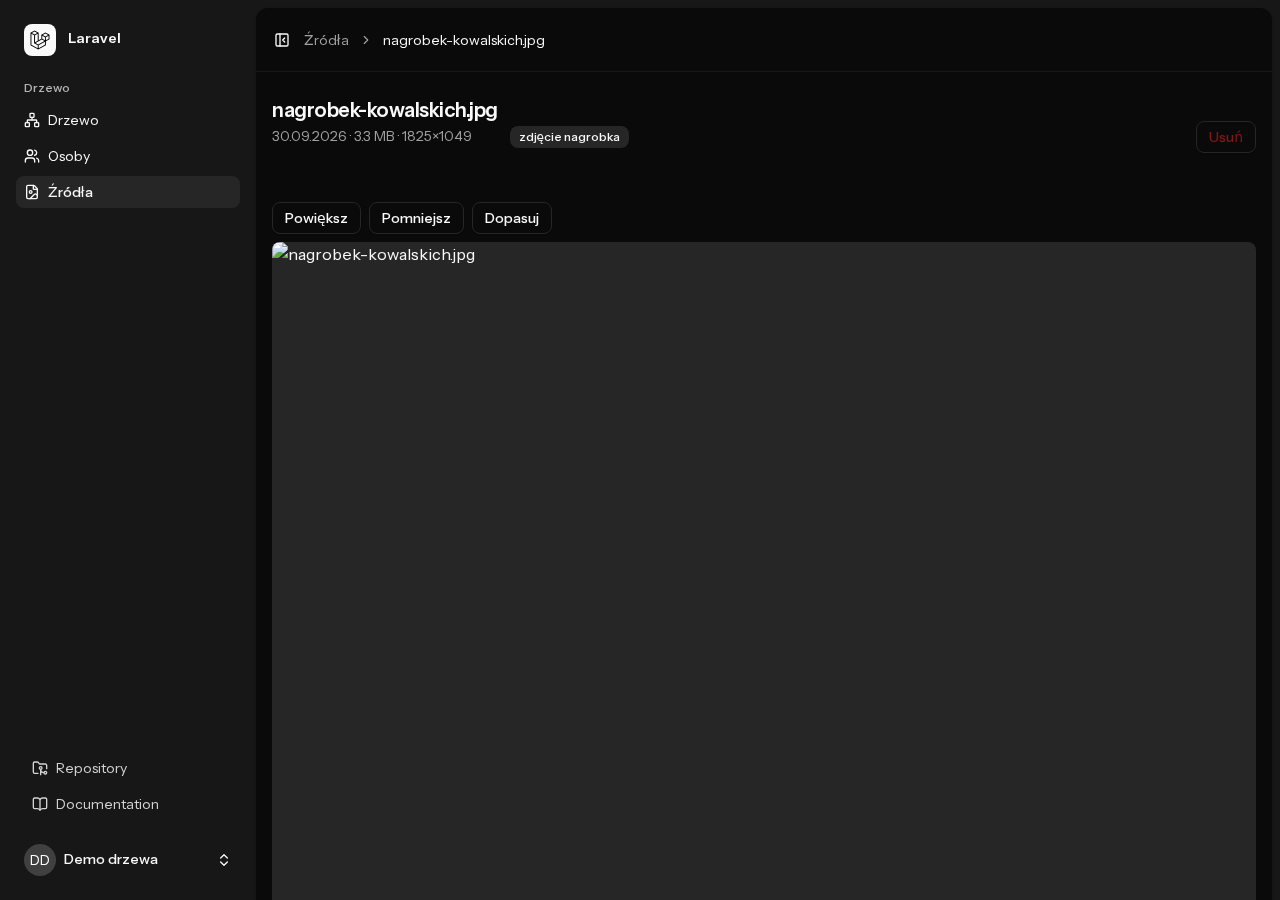 Laravel
Drzewo
Drzewo
Osoby
Źródła
Repository
Documentation
DD
Demo drzewa
Źródła
nagrobek-kowalskich.jpg
nagrobek-kowalskich.jpg
30.09.2026 · 3.3 MB · 1825×1049
zdjęcie nagrobka
Usuń
Powiększ
Pomniejsz
Dopasuj
nagrobek-kowalskich.jpg